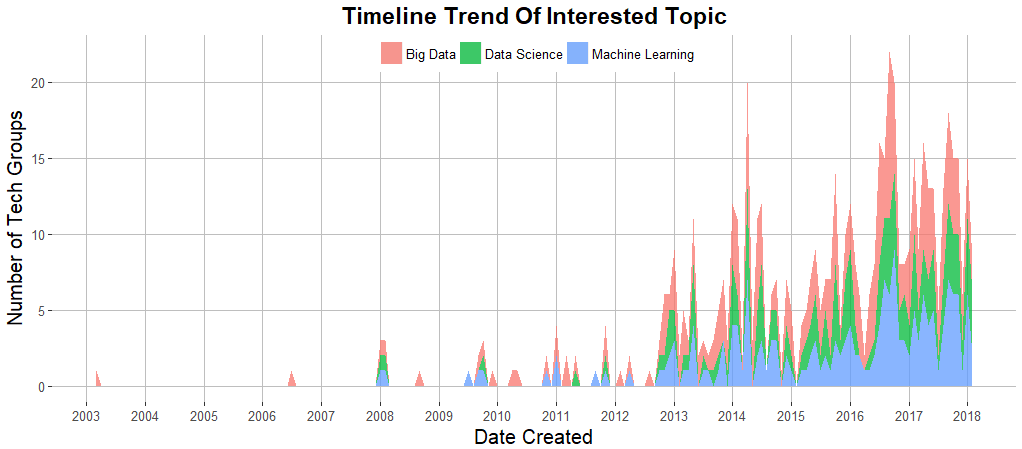 Timeline Trend Of Interested Topic
Big Data Data Science Machine Learning
Number of Tech Groups
20
15
10
5
0
2003 2004 2005 2006 2007 2008 2009 2010 2011 2012 2013 2014 2015 2016 2017 2018
Date Created